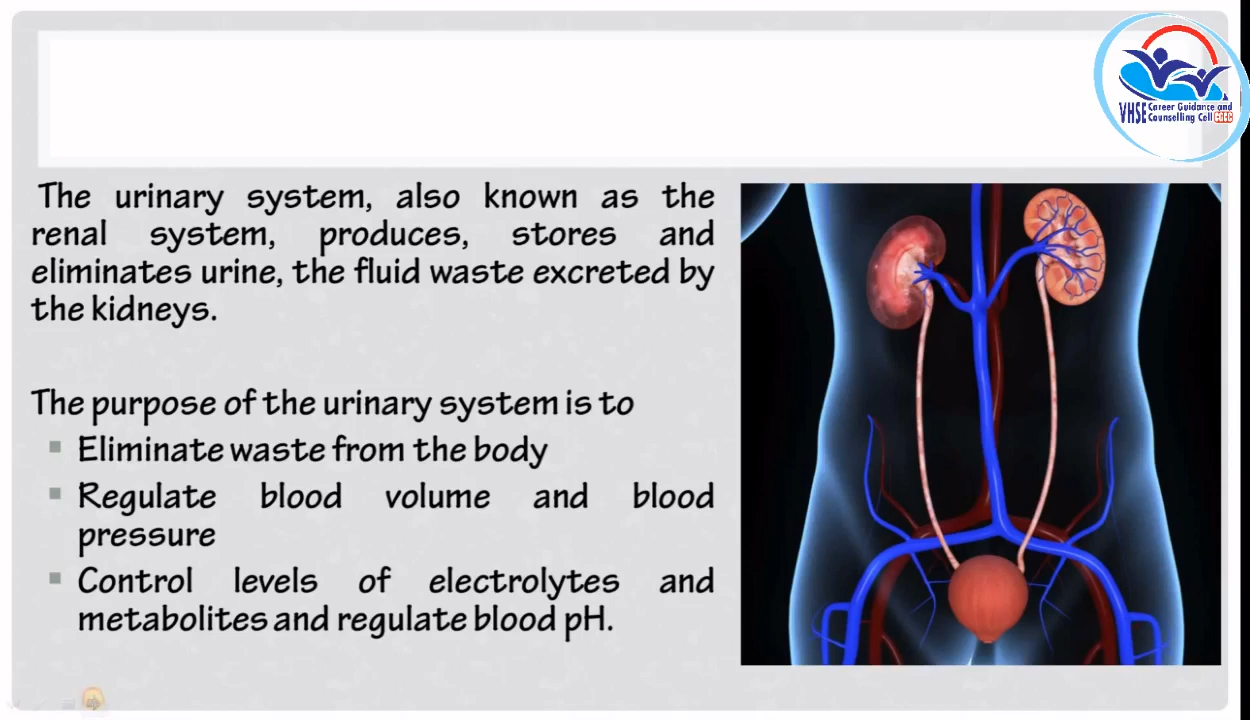 VHSE Career Guidance and
Counselling Cell CGCC
The urinary system, also known as the
renal system, produces, stores and
eliminates urine, the fluid waste excreted by
the kidneys.
The purpose of the urinary system is to
Eliminate waste from the body
Regulate blood volume and blood
pressure
Control levels of electrolytes and
metabolites and regulate blood pH.